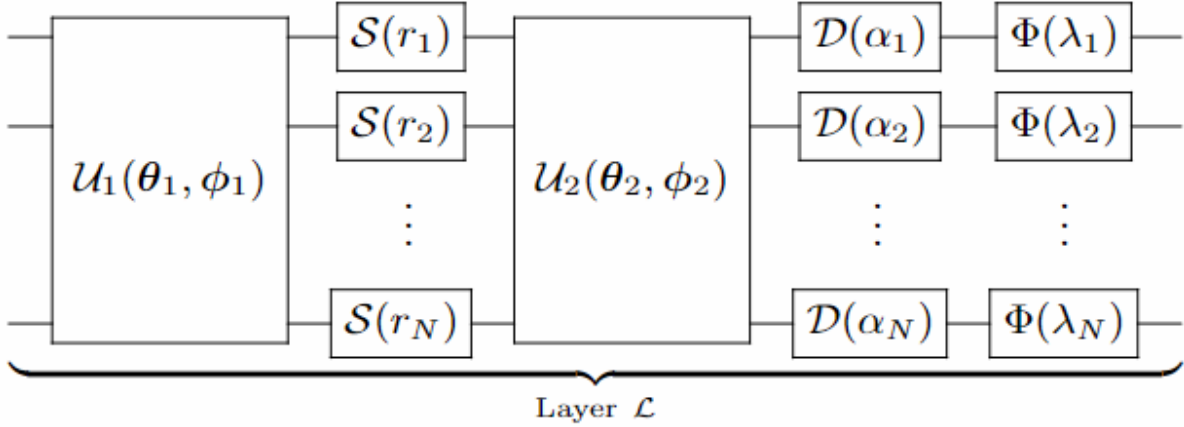 𝒮(r₁) 𝒟(α₁) Φ(λ₁)
𝒮(r₂) 𝒟(α₂) Φ(λ₂)
𝒰₁(𝜽₁, 𝝓₁) 𝒰₂(𝜽₂, 𝝓₂)
⋮ ⋮ ⋮
𝒮(r_N) 𝒟(α_N) Φ(λ_N)
Layer ℒ